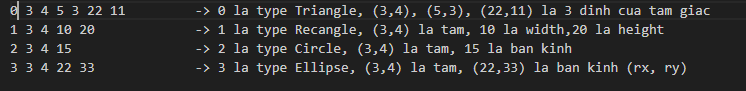 0 3 4 5 3 22 11 -> 0 la type Triangle, (3,4), (5,3), (22,11) la 3 dinh cua tam giac
1 3 4 10 20 -> 1 la type Recangle, (3,4) la tam, 10 la width,20 la height
2 3 4 15 -> 2 la type Circle, (3,4) la tam, 15 la ban kinh
3 3 4 22 33 -> 3 la type Ellipse, (3,4) la tam, (22,33) la ban kinh (rx, ry)